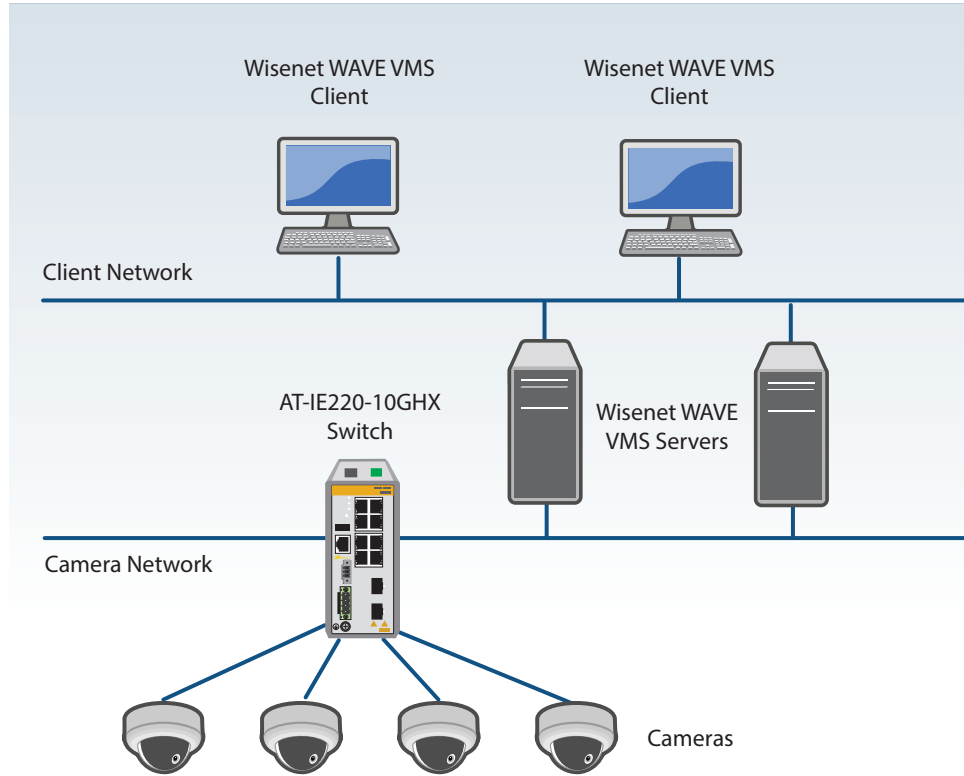 Wisenet WAVE VMS
Client
Wisenet WAVE VMS
Client
Client Network
AT-IE220-10GHX
Switch
Wisenet WAVE
VMS Servers
Camera Network
Cameras